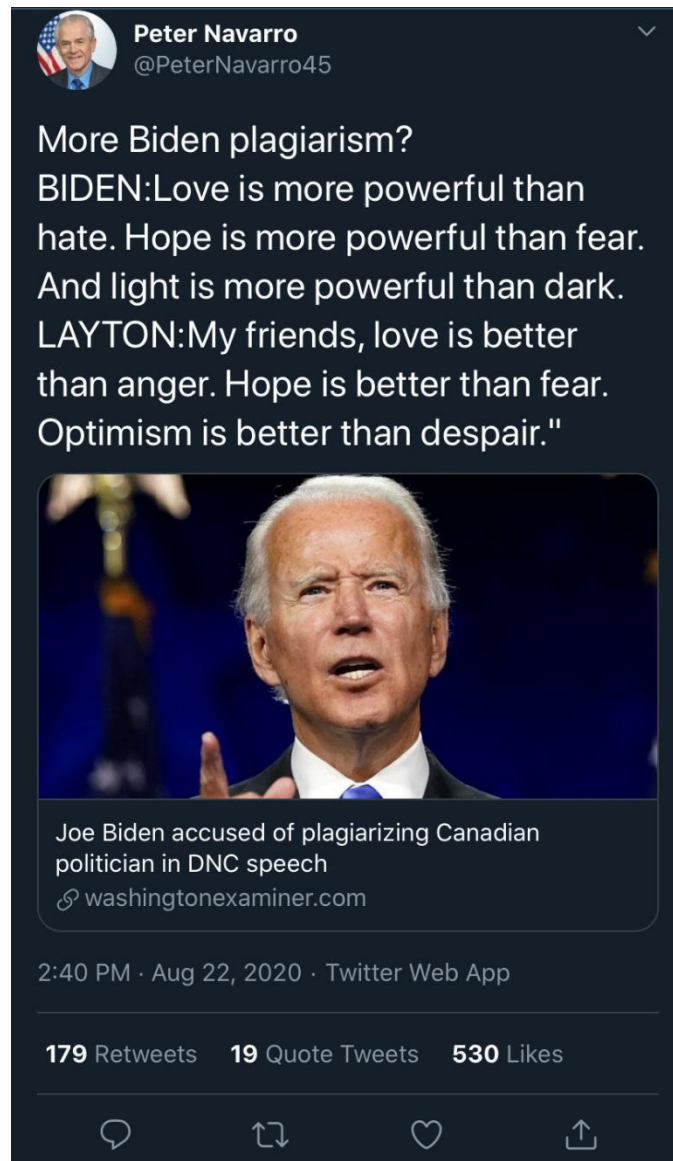 Peter Navarro
@PeterNavarro45
More Biden plagiarism?
BIDEN:Love is more powerful than
hate. Hope is more powerful than fear.
And light is more powerful than dark.
LAYTON:My friends, love is better
than anger. Hope is better than fear.
Optimism is better than despair."
Joe Biden accused of plagiarizing Canadian
politician in DNC speech
washingtonexaminer.com
2:40 PM · Aug 22, 2020 · Twitter Web App
179 Retweets 19 Quote Tweets 530 Likes